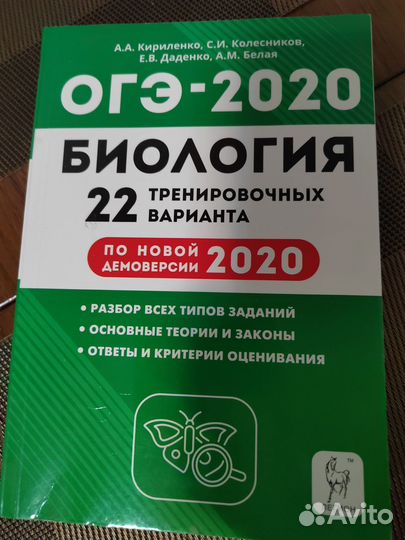 А.А. Кириленко, С.И. Колесников,
Е.В. Даденко, А.М. Белая
ОГЭ-2020
БИОЛОГИЯ
22 ТРЕНИРОВОЧНЫХ
ВАРИАНТА
ПО НОВОЙ
ДЕМОВЕРСИИ 2020
• РАЗБОР ВСЕХ ТИПОВ ЗАДАНИЙ
• ОСНОВНЫЕ ТЕОРИИ И ЗАКОНЫ
• ОТВЕТЫ И КРИТЕРИИ ОЦЕНИВАНИЯ
TM
Avito